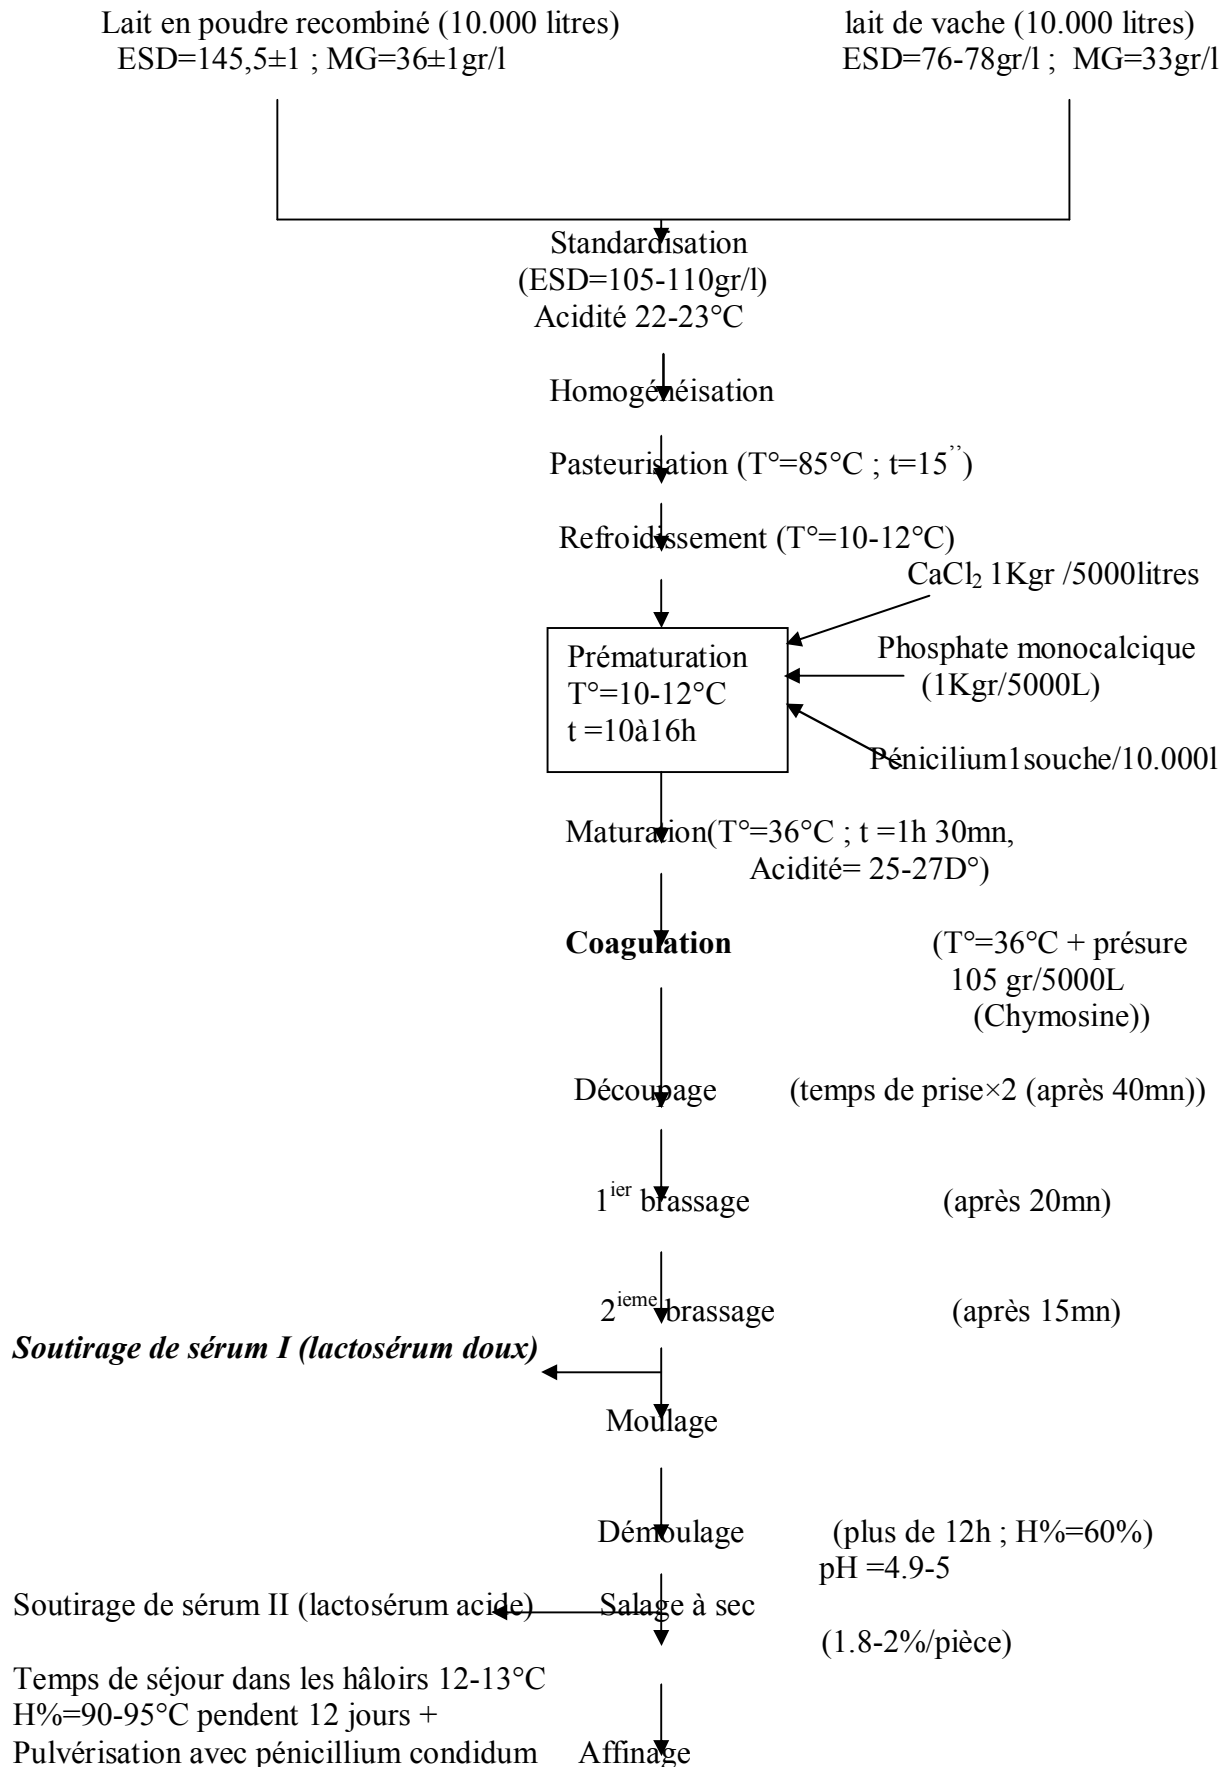 Lait en poudre recombiné (10.000 litres)
ESD=145,5±1 ; MG=36±1gr/l
lait de vache (10.000 litres)
ESD=76-78gr/l ; MG=33gr/l
Standardisation
(ESD=105-110gr/l)
Acidité 22-23°C
Homogénéisation
Pasteurisation (T°=85°C ; t=15’’)
Refroidissement (T°=10-12°C)
CaCl₂ 1Kgr /5000litres
Prématuration
T°=10-12°C
t =10à16h
Phosphate monocalcique
(1Kgr/5000L)
Pénicilium1souche/10.000l
Maturation(T°=36°C ; t =1h 30mn,
Acidité= 25-27D°)
Coagulation (T°=36°C + présure
105 gr/5000L
(Chymosine))
Découpage (temps de prise×2 (après 40mn))
1ier brassage (après 20mn)
2ieme brassage (après 15mn)
Soutirage de sérum I (lactosérum doux)
Moulage
Démoulage (plus de 12h ; H%=60%)
pH =4.9-5
Soutirage de sérum II (lactosérum acide) Salage à sec
(1.8-2%/pièce)
Temps de séjour dans les hâloirs 12-13°C
H%=90-95°C pendent 12 jours +
Pulvérisation avec pénicillium condidum Affinage